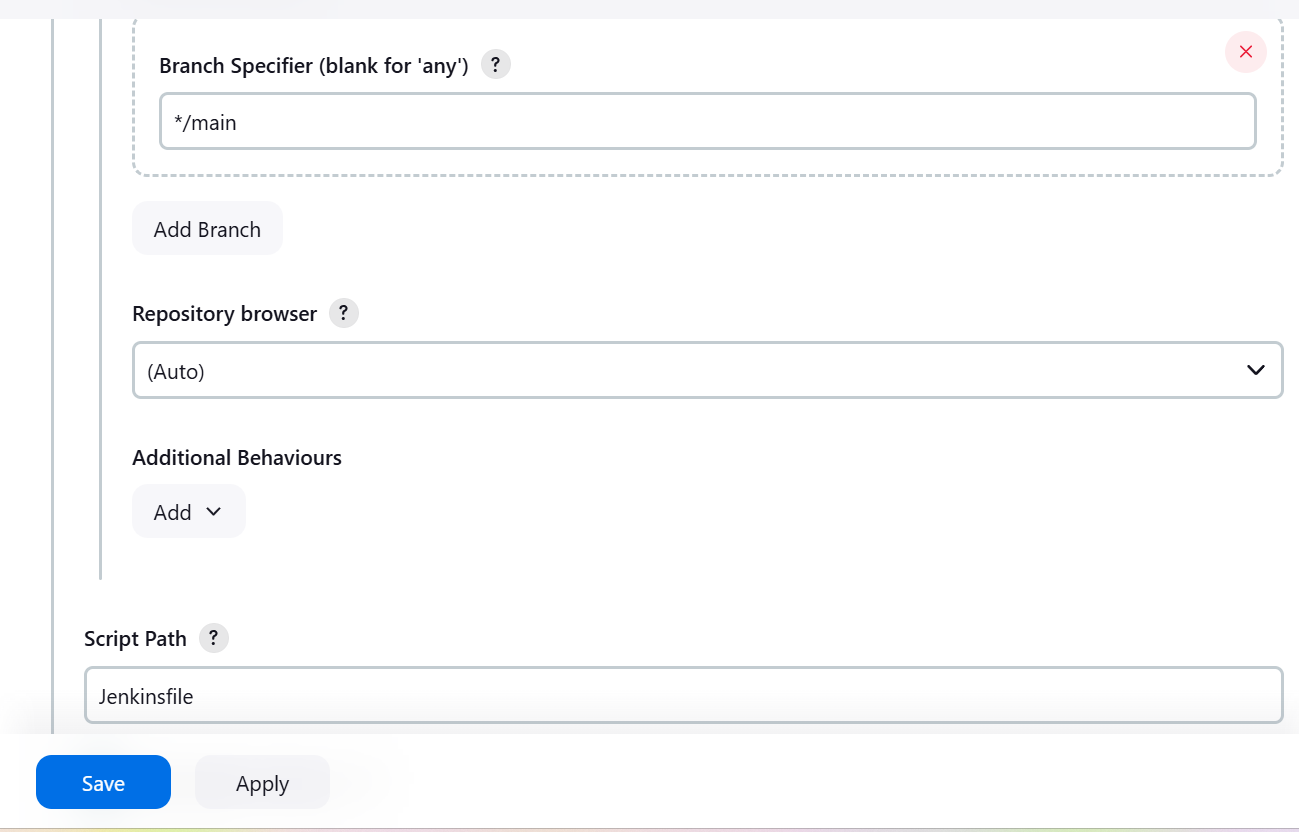 Branch Specifier (blank for 'any') ?
*/main
Add Branch
Repository browser ?
(Auto)
Additional Behaviours
Add
Script Path ?
Jenkinsfile
Save Apply